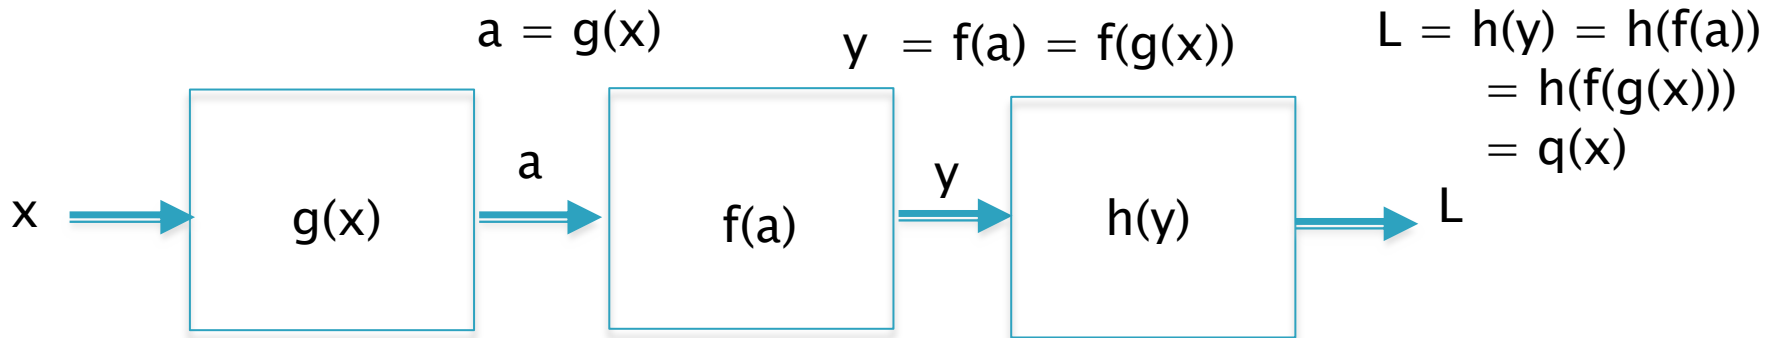 a = g(x)
y = f(a) = f(g(x))
L = h(y) = h(f(a))
= h(f(g(x)))
= q(x)
x
g(x)
a
f(a)
y
h(y)
L